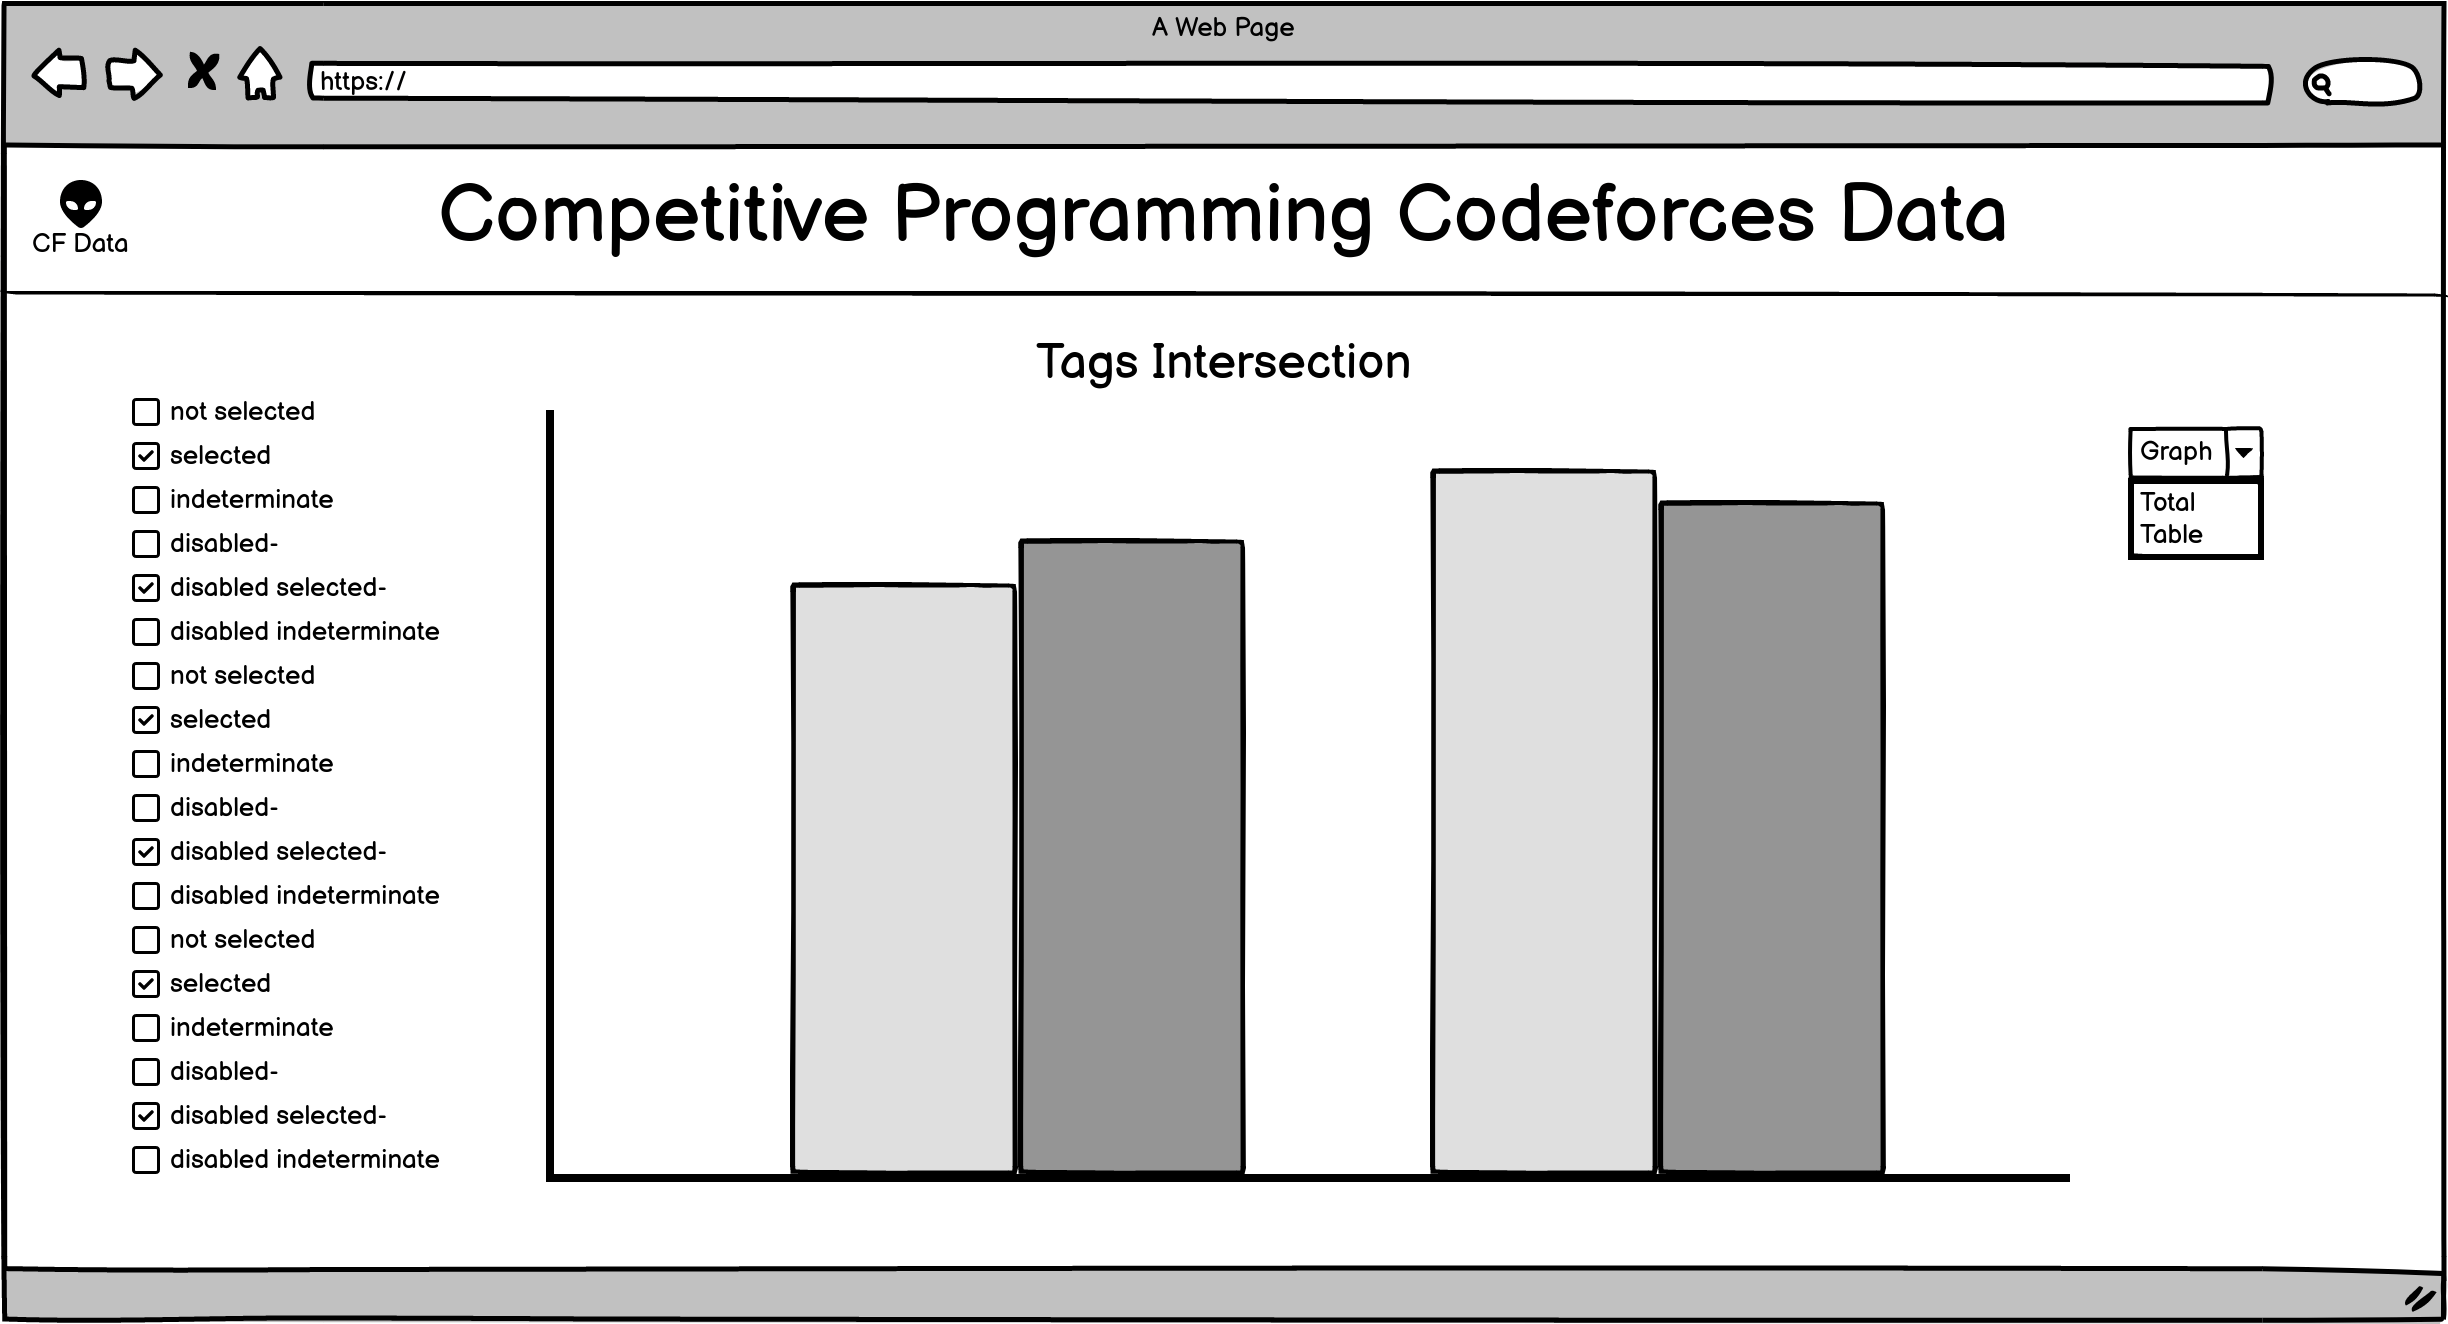 A Web Page
https://
CF Data
Competitive Programming Codeforces Data
Tags Intersection
not selected
selected
indeterminate
disabled-
disabled selected-
disabled indeterminate
not selected
selected
indeterminate
disabled-
disabled selected-
disabled indeterminate
not selected
selected
indeterminate
disabled-
disabled selected-
disabled indeterminate
Graph
Total
Table